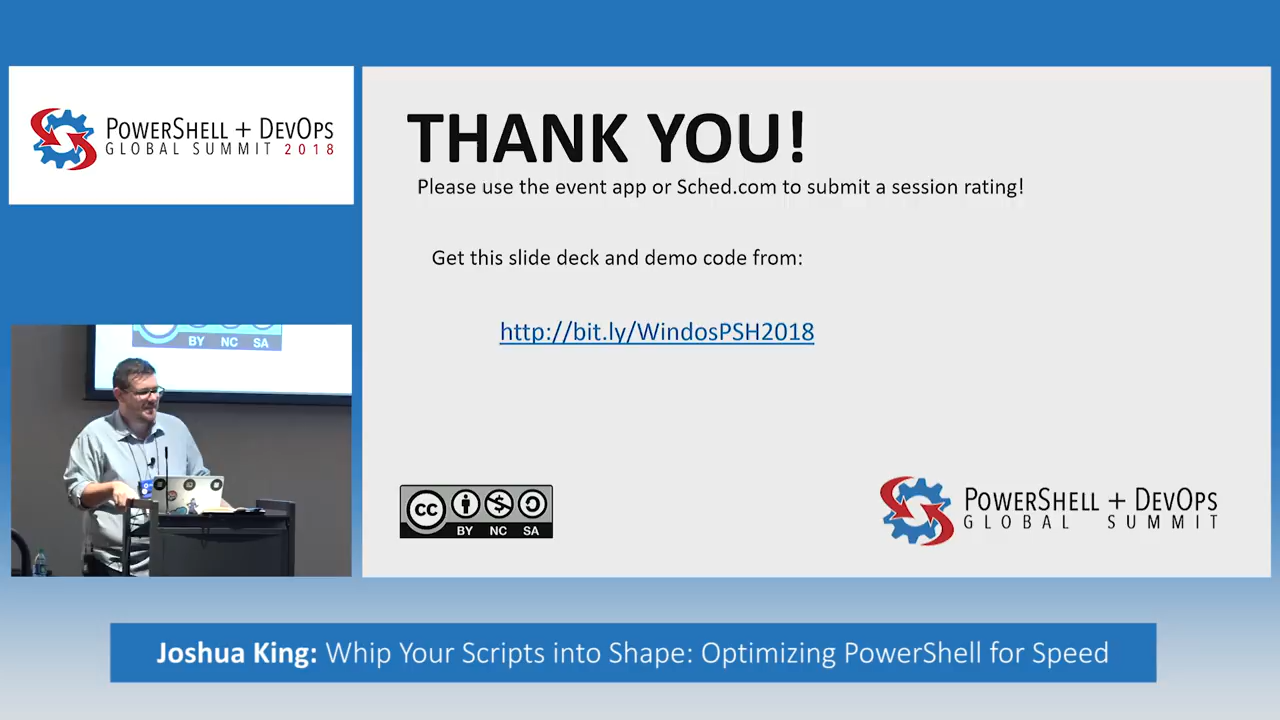 POWERSHELL + DEVOPS
GLOBAL SUMMIT 2018
THANK YOU!
Please use the event app or Sched.com to submit a session rating!
Get this slide deck and demo code from:
http://bit.ly/WindosPSH2018
BY NC SA
cc
BY NC SA
POWERSHELL + DEVOPS
GLOBAL SUMMIT
Joshua King: Whip Your Scripts into Shape: Optimizing PowerShell for Speed